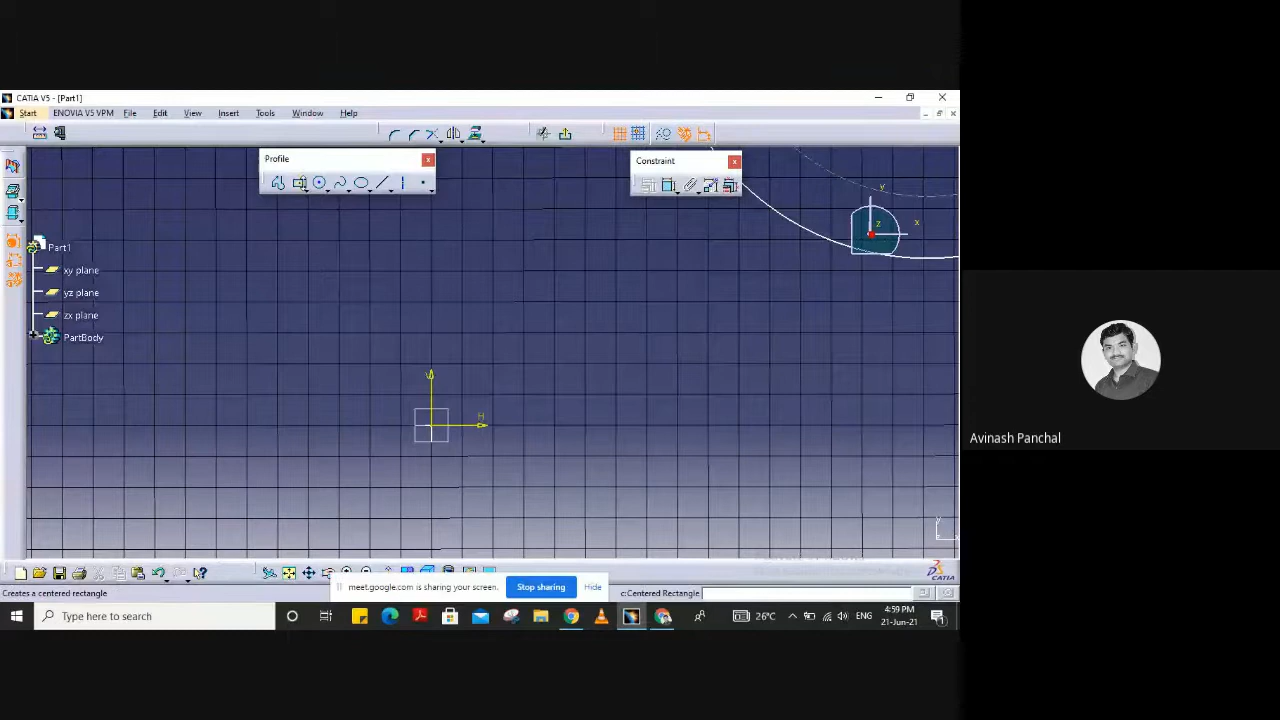 CATIA V5 - [Part1]
Start ENOVIA V5 VPM File Edit View Insert Tools Window Help
Profile
Constraint
y
x
z
Part1
xy plane
yz plane
zx plane
PartBody
V
H
y
Avinash Panchal
CATIA
meet.google.com is sharing your screen. Stop sharing Hide
Creates a centered rectangle
c:Centered Rectangle
Type here to search
26°C
ENG
4:59 PM
21-Jun-21
1